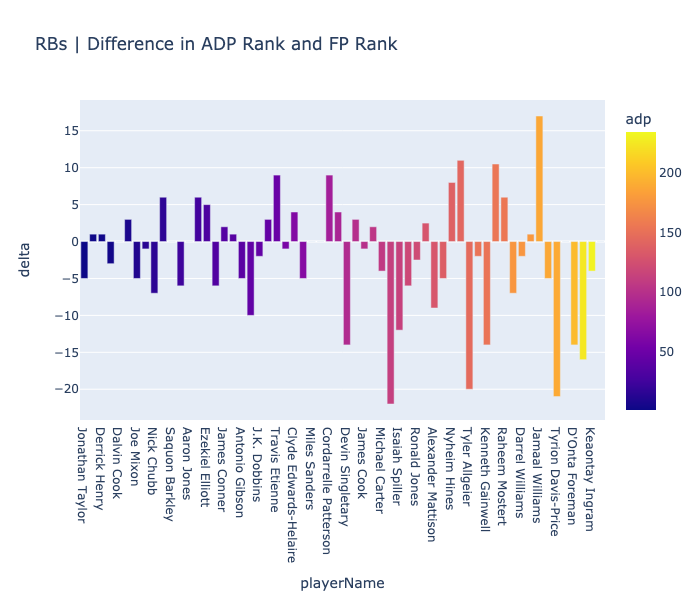 RBs | Difference in ADP Rank and FP Rank
adp
200
150
100
50
15
10
5
0
−5
−10
−15
−20
delta
Jonathan Taylor
Derrick Henry
Dalvin Cook
Joe Mixon
Nick Chubb
Saquon Barkley
Aaron Jones
Ezekiel Elliott
James Conner
Antonio Gibson
J.K. Dobbins
Travis Etienne
Clyde Edwards-Helaire
Miles Sanders
Cordarrelle Patterson
Devin Singletary
James Cook
Michael Carter
Isaiah Spiller
Ronald Jones
Alexander Mattison
Nyheim Hines
Tyler Allgeier
Kenneth Gainwell
Raheem Mostert
Darrel Williams
Jamaal Williams
Tyrion Davis-Price
D'Onta Foreman
Keaontay Ingram
playerName